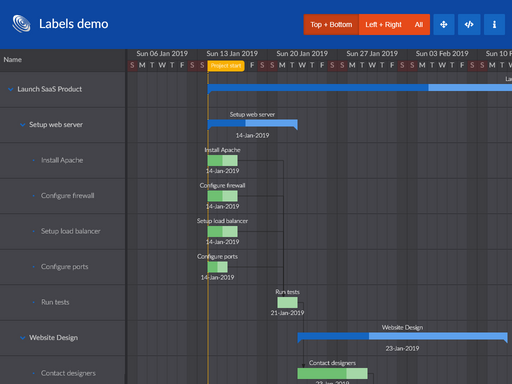 Labels demo
Top + Bottom Left + Right All
Sun 06 Jan 2019 Sun 13 Jan 2019 Sun 20 Jan 2019 Sun 27 Jan 2019 Sun 03 Feb 2019 Sun 10 F
Name
S M T W T F S S Project start F S S M T W T F S S M T W T F S S M T W T F S S M
Launch SaaS Product
La
Setup web server
Setup web server
14-Jan-2019
Install Apache
Install Apache
14-Jan-2019
Configure firewall
Configure firewall
14-Jan-2019
Setup load balancer
Setup load balancer
14-Jan-2019
Configure ports
Configure ports
14-Jan-2019
Run tests
Run tests
21-Jan-2019
Website Design
Website Design
23-Jan-2019
Contact designers
Contact designers
23-Jan-2019